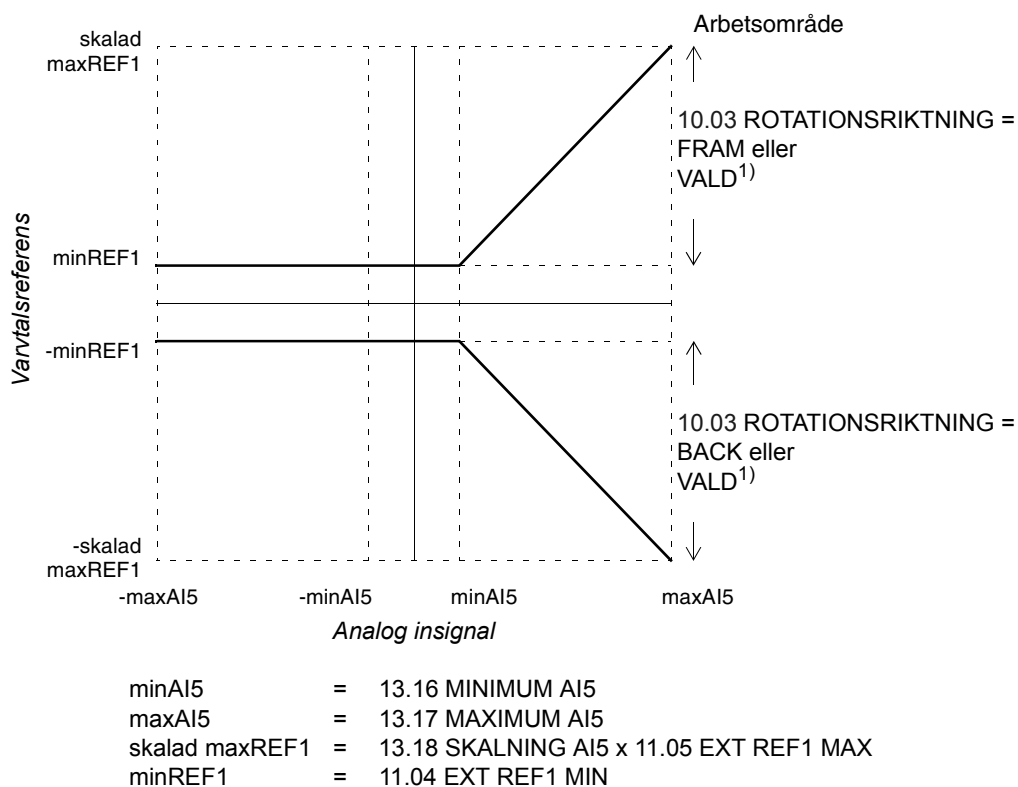 Arbetsområde
skalad
maxREF1
10.03 ROTATIONSRIKTNING =
FRAM eller
VALD1)
Varvtalsreferens
minREF1
-minREF1
10.03 ROTATIONSRIKTNING =
BACK eller
VALD1)
-skalad
maxREF1
-maxAI5 -minAI5 minAI5 maxAI5
Analog insignal
minAI5 = 13.16 MINIMUM AI5
maxAI5 = 13.17 MAXIMUM AI5
skalad maxREF1 = 13.18 SKALNING AI5 x 11.05 EXT REF1 MAX
minREF1 = 11.04 EXT REF1 MIN